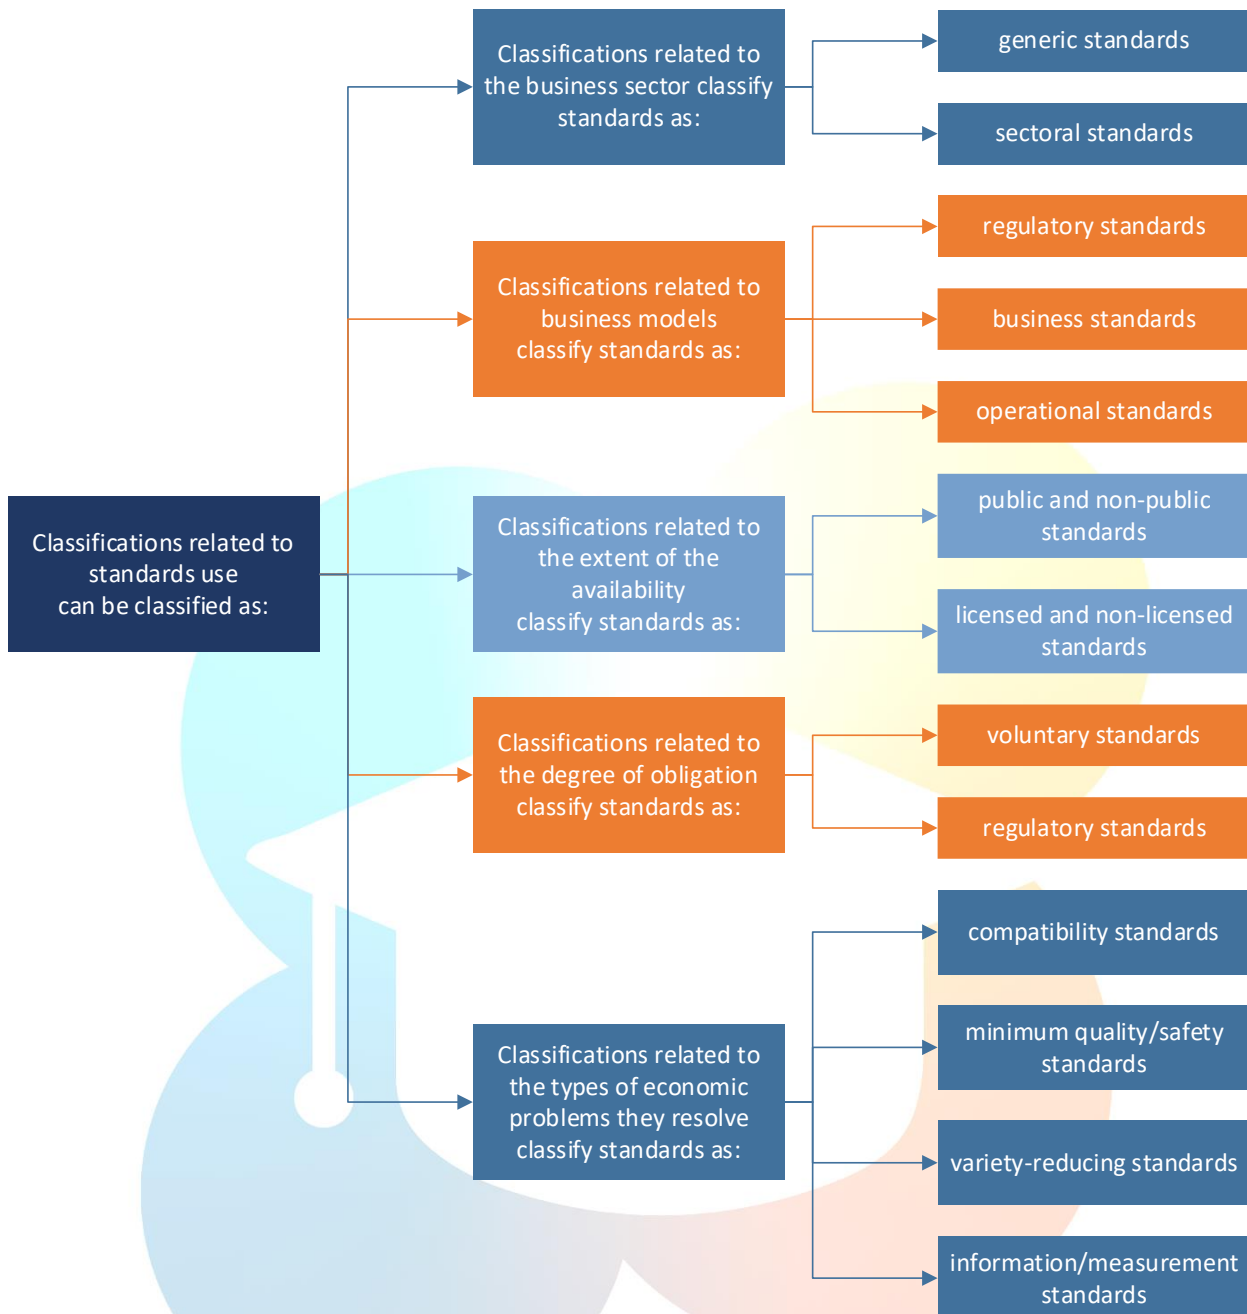 Classifications related to
standards use
can be classified as:
Classifications related to
the business sector classify
standards as:
generic standards
sectoral standards
Classifications related to
business models
classify standards as:
regulatory standards
business standards
operational standards
Classifications related to
the extent of the
availability
classify standards as:
public and non-public
standards
licensed and non-licensed
standards
Classifications related to
the degree of obligation
classify standards as:
voluntary standards
regulatory standards
Classifications related to
the types of economic
problems they resolve
classify standards as:
compatibility standards
minimum quality/safety
standards
variety-reducing standards
information/measurement
standards